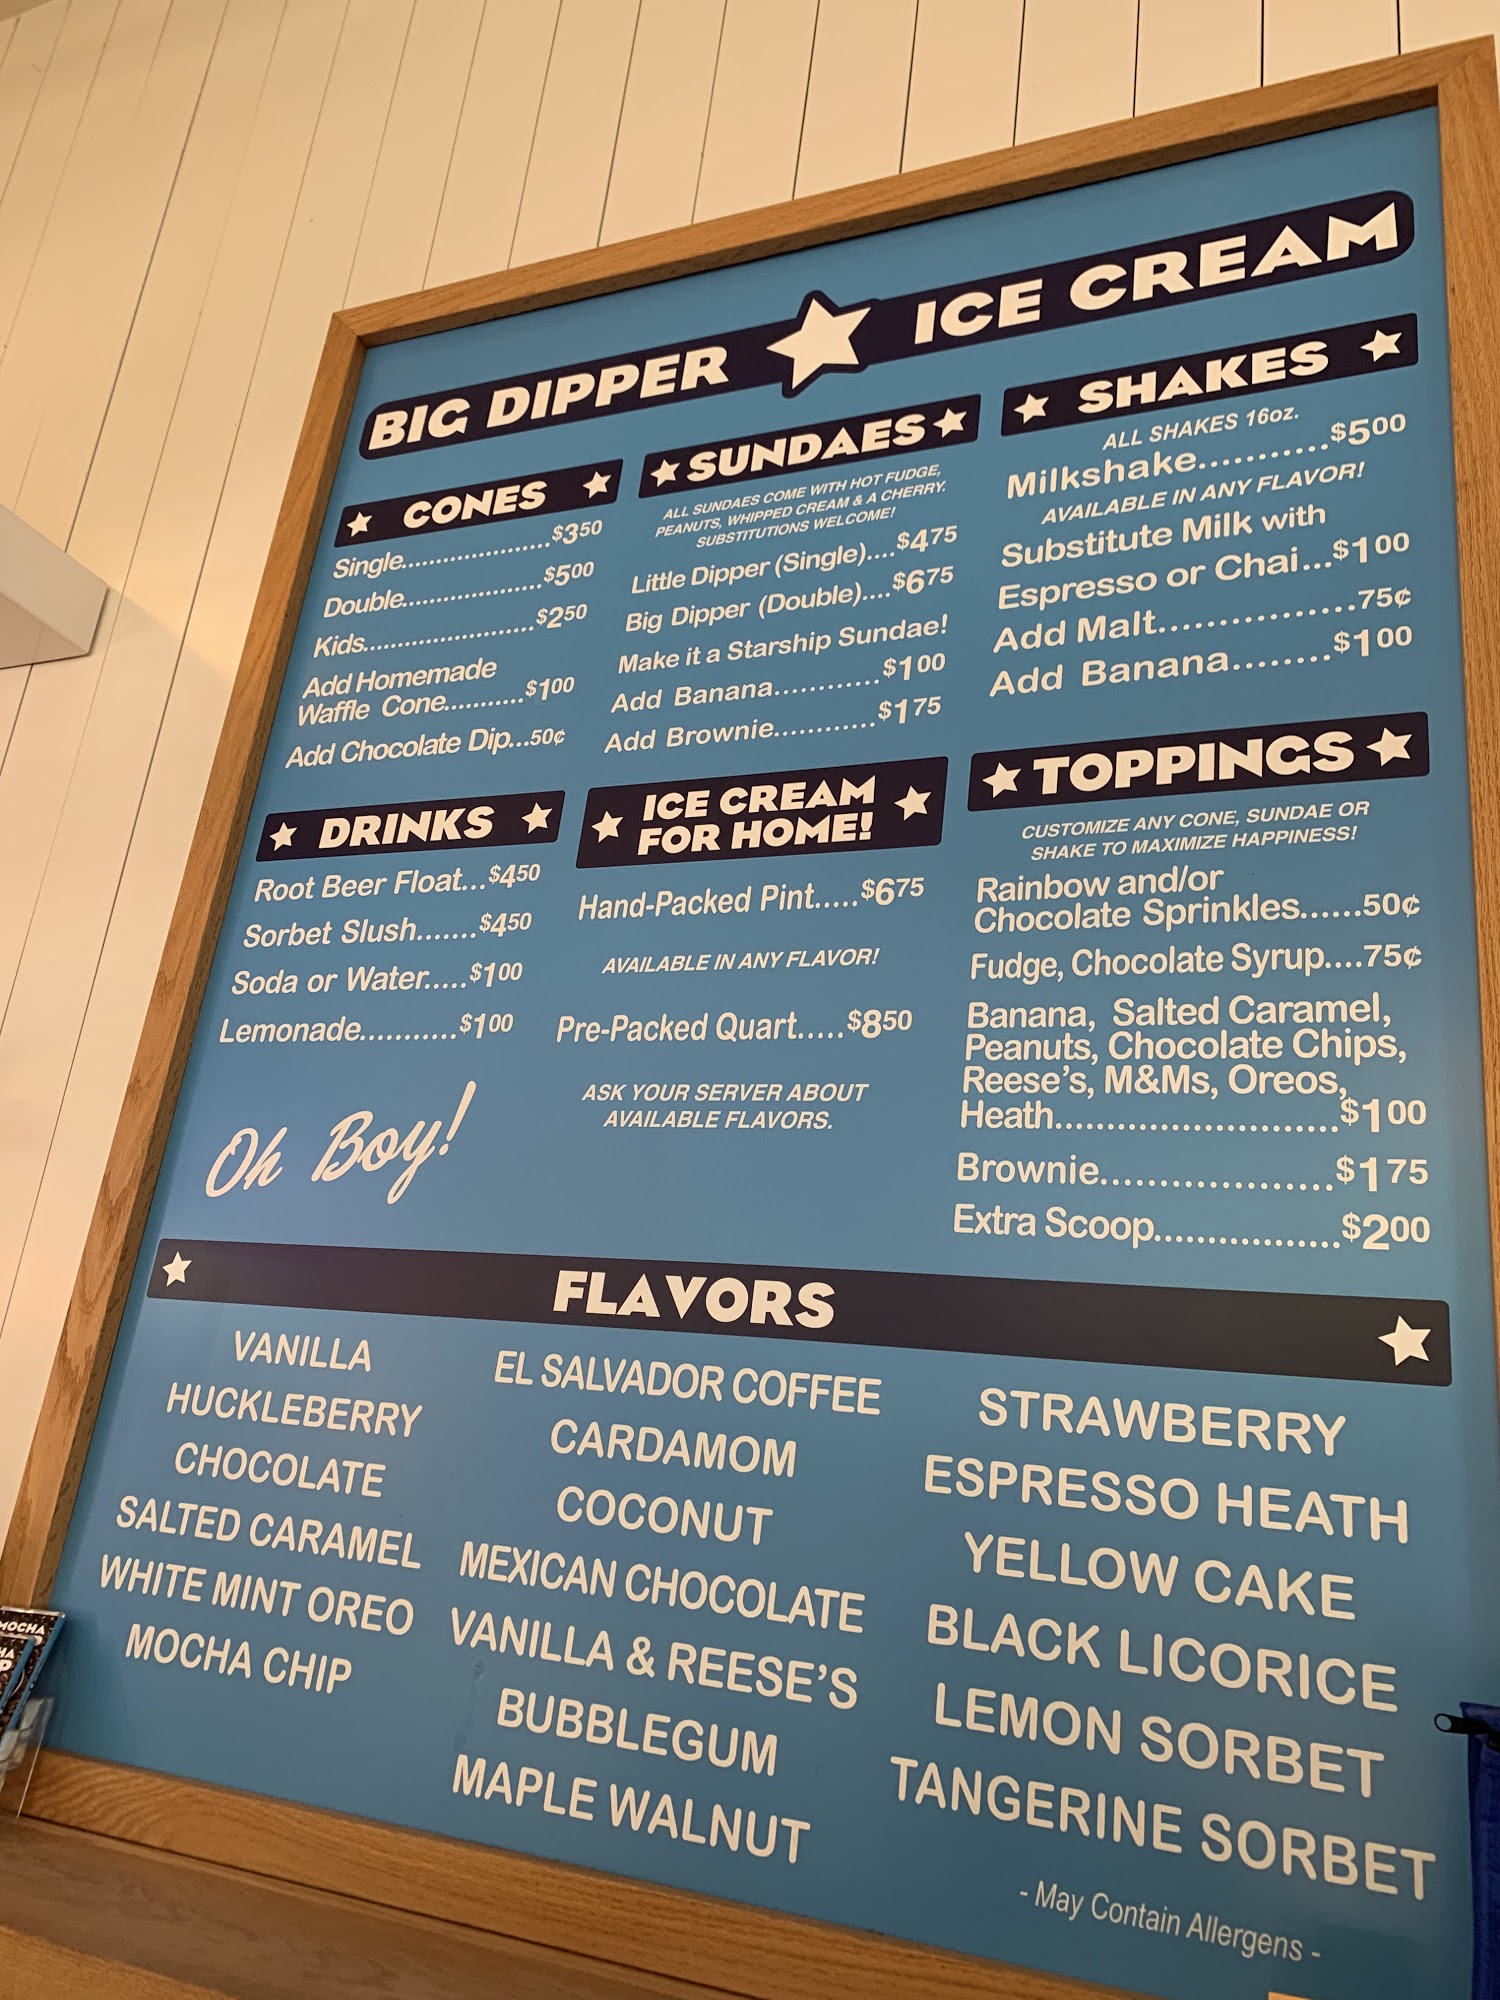 BIG DIPPER ICE CREAM
CONES
Single...................$3.50
Double...................$5.00
Kids.......................$2.50
Add Homemade
Waffle Cone...........$1.00
Add Chocolate Dip...50¢
SUNDAES
ALL SUNDAES COME WITH HOT FUDGE,
PEANUTS, WHIPPED CREAM & A CHERRY.
SUBSTITUTIONS WELCOME!
Little Dipper (Single)....$4.75
Big Dipper (Double)....$6.75
Make it a Starship Sundae!
Add Banana............$1.00
Add Brownie............$1.75
SHAKES
ALL SHAKES 16oz.
Milkshake...........$5.00
AVAILABLE IN ANY FLAVOR!
Substitute Milk with
Espresso or Chai...$1.00
Add Malt...............75¢
Add Banana........$1.00
DRINKS
Root Beer Float...$4.50
Sorbet Slush.......$4.50
Soda or Water.....$1.00
Lemonade...........$1.00
Oh Boy!
ICE CREAM
FOR HOME!
Hand-Packed Pint.....$6.75
AVAILABLE IN ANY FLAVOR!
Pre-Packed Quart.....$8.50
ASK YOUR SERVER ABOUT
AVAILABLE FLAVORS.
TOPPINGS
CUSTOMIZE ANY CONE, SUNDAE OR
SHAKE TO MAXIMIZE HAPPINESS!
Rainbow and/or
Chocolate Sprinkles......50¢
Fudge, Chocolate Syrup....75¢
Banana, Salted Caramel,
Peanuts, Chocolate Chips,
Reese's, M&Ms, Oreos,
Heath...........................$1.00
Brownie....................$1.75
Extra Scoop.................$2.00
FLAVORS
VANILLA
HUCKLEBERRY
CHOCOLATE
SALTED CARAMEL
WHITE MINT OREO
MOCHA CHIP
EL SALVADOR COFFEE
CARDAMOM
COCONUT
MEXICAN CHOCOLATE
VANILLA & REESE'S
BUBBLEGUM
MAPLE WALNUT
STRAWBERRY
ESPRESSO HEATH
YELLOW CAKE
BLACK LICORICE
LEMON SORBET
TANGERINE SORBET
- May Contain Allergens -
MOCHA